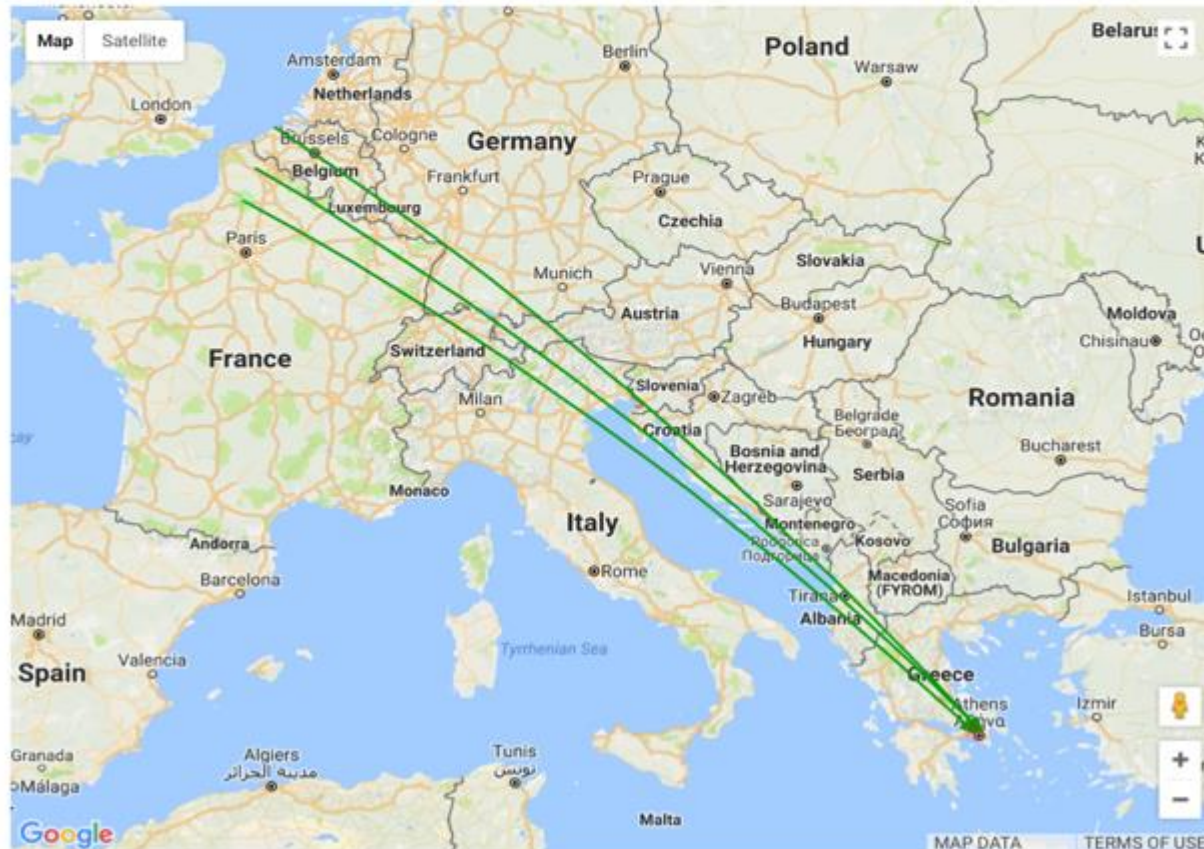 Map
Satellite
Belarus
Poland
Berlin
Warsaw
Amsterdam
Netherlands
London
Brussels
Cologne
Germany
Belgium
Frankfurt
Prague
Luxembourg
Czechia
Paris
Slovakia
Munich
Vienna
Budapest
Austria
Moldova
Hungary
Chisinau
France
Switzerland
Slovenia
Zagreb
Milan
Romania
Belgrade
Београд
Croatia
Bosnia and
Herzegovina
Bucharest
Serbia
Monaco
Sarajevo
Sofia
София
Italy
Montenegro
Andorra
Podgorica
Подгорица
Kosovo
Bulgaria
Barcelona
Rome
Macedonia
(FYROM)
Tirana
Istanbul
Madrid
Albania
Bursa
Tyrrhenian Sea
Valencia
Spain
Greece
Athens
Αθήνα
Izmir
Granada
Algiers
مدينة الجزائر
Tunis
تونس
Málaga
Malta
Google
MAP DATA
TERMS OF USE